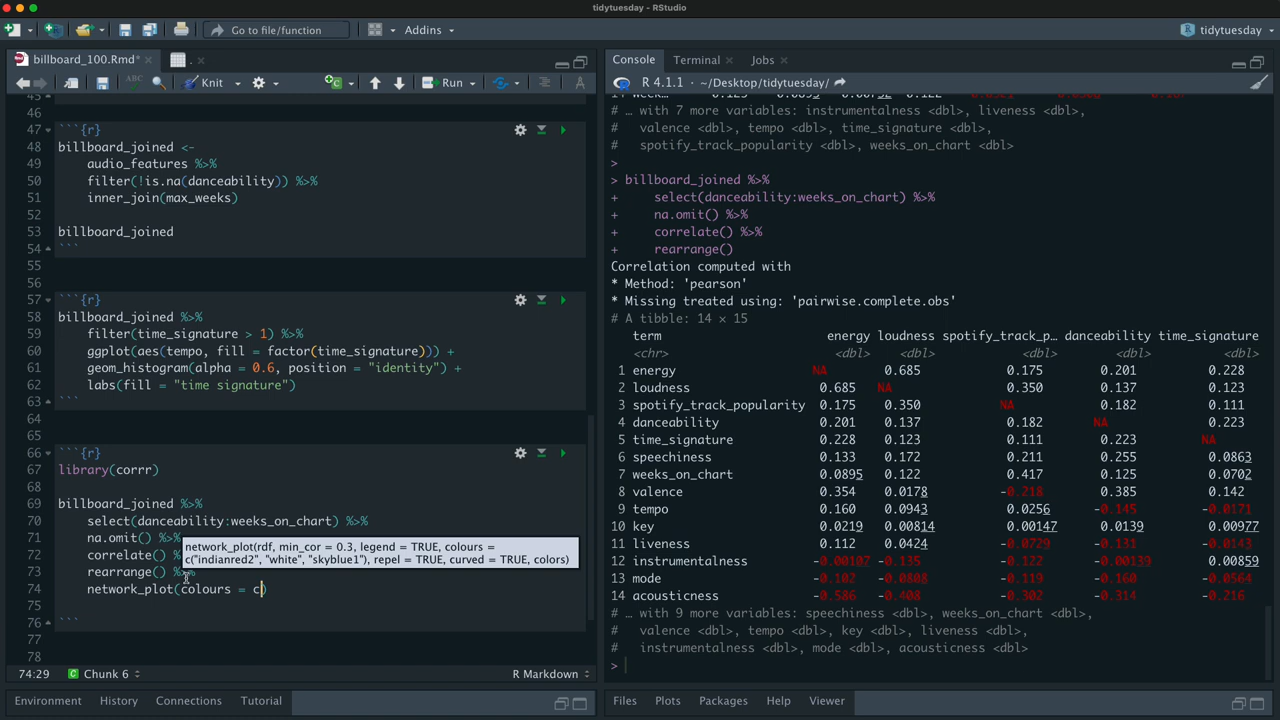 tidytuesday - RStudio
Go to file/function
Addins
tidytuesday
billboard_100.Rmd*
.
Knit
Run
45
46
47 ```{r}
48 billboard_joined <-
49 audio_features %>%
50 filter(!is.na(danceability)) %>%
51 inner_join(max_weeks)
52
53 billboard_joined
54 ```
55
56
57 ```{r}
58 billboard_joined %>%
59 filter(time_signature > 1) %>%
60 ggplot(aes(tempo, fill = factor(time_signature))) +
61 geom_histogram(alpha = 0.6, position = "identity") +
62 labs(fill = "time signature")
63 ```
64
65
66 ```{r}
67 library(corrr)
68
69 billboard_joined %>%
70 select(danceability:weeks_on_chart) %>%
71 na.omit() %>%
network_plot(rdf, min_cor = 0.3, legend = TRUE, colours =
72 correlate() %
c("indianred2", "white", "skyblue1"), repel = TRUE, curved = TRUE, colors)
73 rearrange() %>%
74 network_plot(colours = c)
75
76 ```
77
78
74:29 Chunk 6 R Markdown
Environment History Connections Tutorial
Console Terminal Jobs
R 4.1.1 · ~/Desktop/tidytuesday/
# … with 7 more variables: instrumentalness <dbl>, liveness <dbl>,
# valence <dbl>, tempo <dbl>, time_signature <dbl>,
# spotify_track_popularity <dbl>, weeks_on_chart <dbl>
>
> billboard_joined %>%
+ select(danceability:weeks_on_chart) %>%
+ na.omit() %>%
+ correlate() %>%
+ rearrange()
Correlation computed with
* Method: 'pearson'
* Missing treated using: 'pairwise.complete.obs'
# A tibble: 14 × 15
term energy loudness spotify_track_p… danceability time_signature
<chr> <dbl> <dbl> <dbl> <dbl> <dbl>
1 energy NA 0.685 0.175 0.201 0.228
2 loudness 0.685 NA 0.350 0.137 0.123
3 spotify_track_popularity 0.175 0.350 NA 0.182 0.111
4 danceability 0.201 0.137 0.182 NA 0.223
5 time_signature 0.228 0.123 0.111 0.223 NA
6 speechiness 0.133 0.172 0.211 0.255 0.0863
7 weeks_on_chart 0.0895 0.122 0.417 0.125 0.0702
8 valence 0.354 0.0178 -0.218 0.385 0.142
9 tempo 0.160 0.0943 0.0256 -0.145 -0.0171
10 key 0.0219 0.00814 0.00147 0.0139 0.00977
11 liveness 0.112 0.0424 -0.0729 -0.131 -0.0143
12 instrumentalness -0.00107 -0.135 -0.131 -0.0113 0.00859
13 mode -0.102 -0.0808 -0.119 -0.160 -0.0564
14 acousticness -0.586 -0.408 -0.302 -0.314 -0.216
# … with 9 more variables: speechiness <dbl>, weeks_on_chart <dbl>,
# valence <dbl>, tempo <dbl>, key <dbl>, liveness <dbl>,
# instrumentalness <dbl>, mode <dbl>, acousticness <dbl>
>
Files Plots Packages Help Viewer